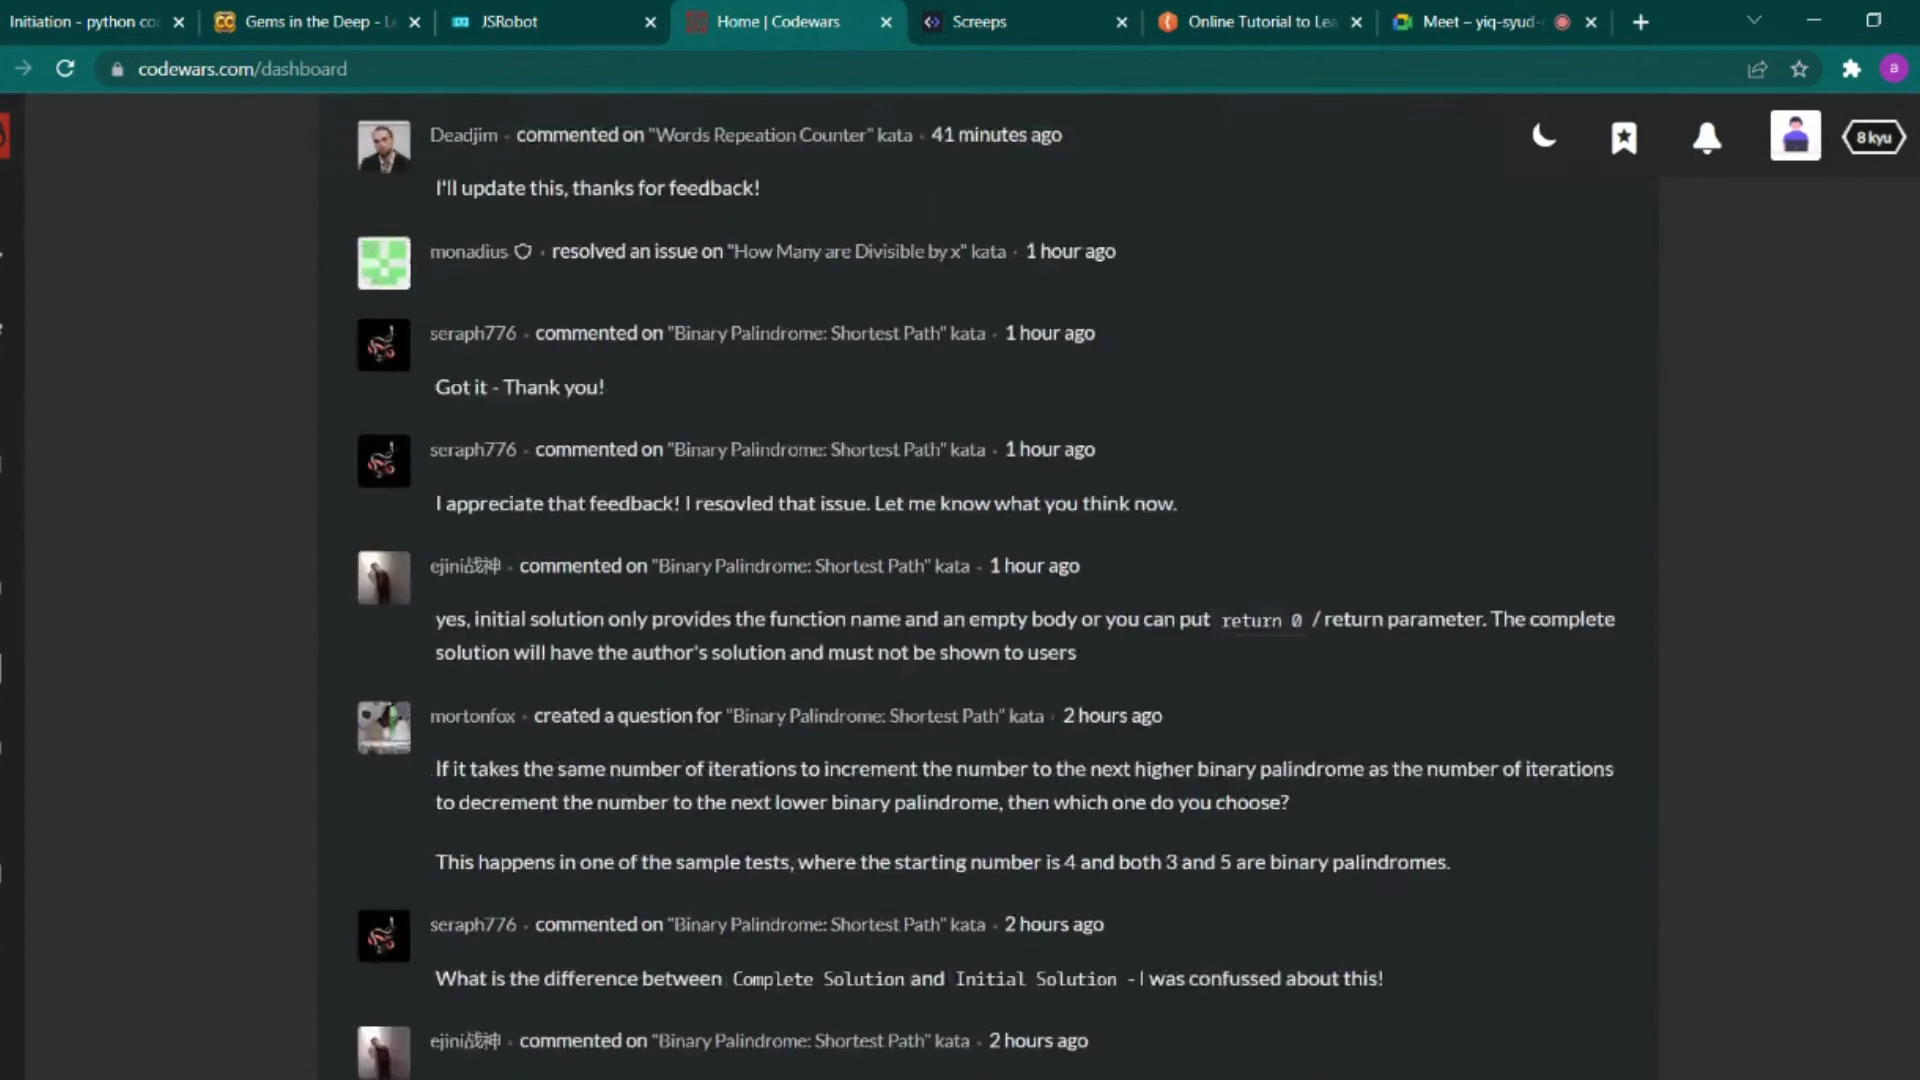 Initiation - python co
Gems in the Deep - Le
JSRobot
Home | Codewars
Screeps
Online Tutorial to Lea
Meet – yiq-syud-
codewars.com/dashboard
a
Deadjim · commented on "Words Repeation Counter" kata · 41 minutes ago
8 kyu
I'll update this, thanks for feedback!
monadius · resolved an issue on "How Many are Divisible by x" kata · 1 hour ago
seraph776 · commented on "Binary Palindrome: Shortest Path" kata · 1 hour ago
Got it - Thank you!
seraph776 · commented on "Binary Palindrome: Shortest Path" kata · 1 hour ago
I appreciate that feedback! I resovled that issue. Let me know what you think now.
ejini战神 · commented on "Binary Palindrome: Shortest Path" kata · 1 hour ago
yes, initial solution only provides the function name and an empty body or you can put return 0 / return parameter. The complete
solution will have the author's solution and must not be shown to users
mortonfox · created a question for "Binary Palindrome: Shortest Path" kata · 2 hours ago
If it takes the same number of iterations to increment the number to the next higher binary palindrome as the number of iterations
to decrement the number to the next lower binary palindrome, then which one do you choose?
This happens in one of the sample tests, where the starting number is 4 and both 3 and 5 are binary palindromes.
seraph776 · commented on "Binary Palindrome: Shortest Path" kata · 2 hours ago
What is the difference between Complete Solution and Initial Solution - I was confussed about this!
ejini战神 · commented on "Binary Palindrome: Shortest Path" kata · 2 hours ago